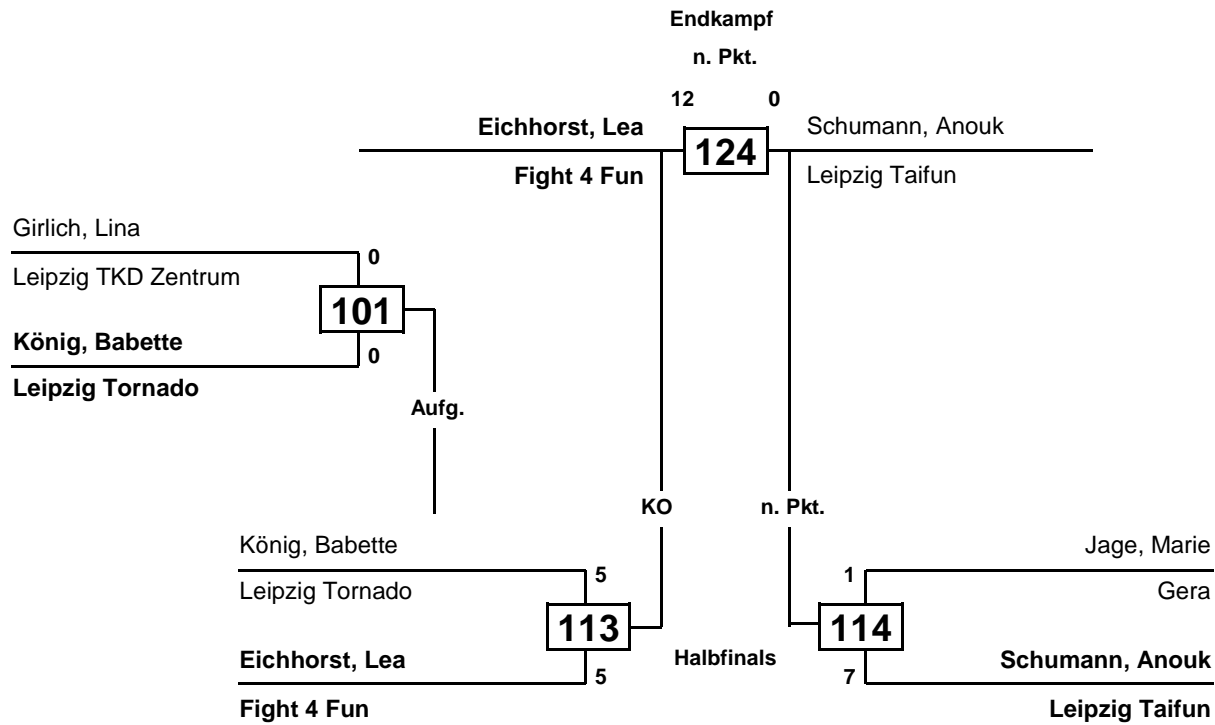 Endkampf
n. Pkt.
12 0
Eichhorst, Lea
Fight 4 Fun
124
Schumann, Anouk
Leipzig Taifun
Girlich, Lina
Leipzig TKD Zentrum
0
101
König, Babette
Leipzig Tornado
0
Aufg.
KO
n. Pkt.
König, Babette
Leipzig Tornado
5
113
Eichhorst, Lea
Fight 4 Fun
5
Halbfinals
Jage, Marie
Gera
1
114
Schumann, Anouk
Leipzig Taifun
7